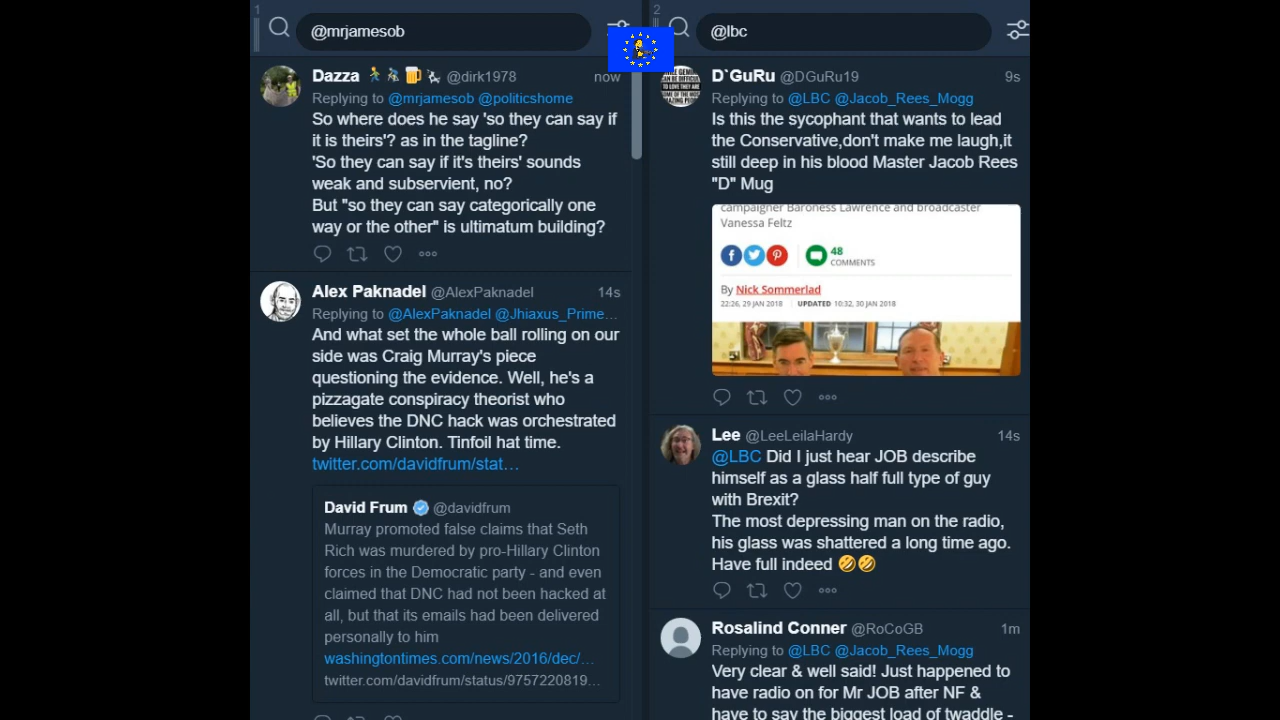 1
@mrjamesob
Dazza @dirk1978 now
Replying to @mrjamesob @politicshome
So where does he say 'so they can say if
it is theirs'? as in the tagline?
'So they can say if it's theirs' sounds
weak and subservient, no?
But "so they can say categorically one
way or the other" is ultimatum building?
Alex Paknadel @AlexPaknadel 14s
Replying to @AlexPaknadel @Jhiaxus_Prime...
And what set the whole ball rolling on our
side was Craig Murray's piece
questioning the evidence. Well, he's a
pizzagate conspiracy theorist who
believes the DNC hack was orchestrated
by Hillary Clinton. Tinfoil hat time.
twitter.com/davidfrum/stat...
David Frum @davidfrum
Murray promoted false claims that Seth
Rich was murdered by pro-Hillary Clinton
forces in the Democratic party - and even
claimed that DNC had not been hacked at
all, but that its emails had been delivered
personally to him
washingtontimes.com/news/2016/dec/...
twitter.com/davidfrum/status/9757220819...
2
@lbc
D`GuRu @DGuRu19 9s
Replying to @LBC @Jacob_Rees_Mogg
Is this the sycophant that wants to lead
the Conservative,don't make me laugh,it
still deep in his blood Master Jacob Rees
"D" Mug
campaigner Baroness Lawrence and broadcaster
Vanessa Feltz
48
COMMENTS
By Nick Sommerlad
22:26, 29 JAN 2018 UPDATED 10:32, 30 JAN 2018
Lee @LeeLeilaHardy 14s
@LBC Did I just hear JOB describe
himself as a glass half full type of guy
with Brexit?
The most depressing man on the radio,
his glass was shattered a long time ago.
Have full indeed 🤣🤣
Rosalind Conner @RoCoGB 1m
Replying to @LBC @Jacob_Rees_Mogg
Very clear & well said! Just happened to
have radio on for Mr JOB after NF &
have to say the biggest load of twaddle -